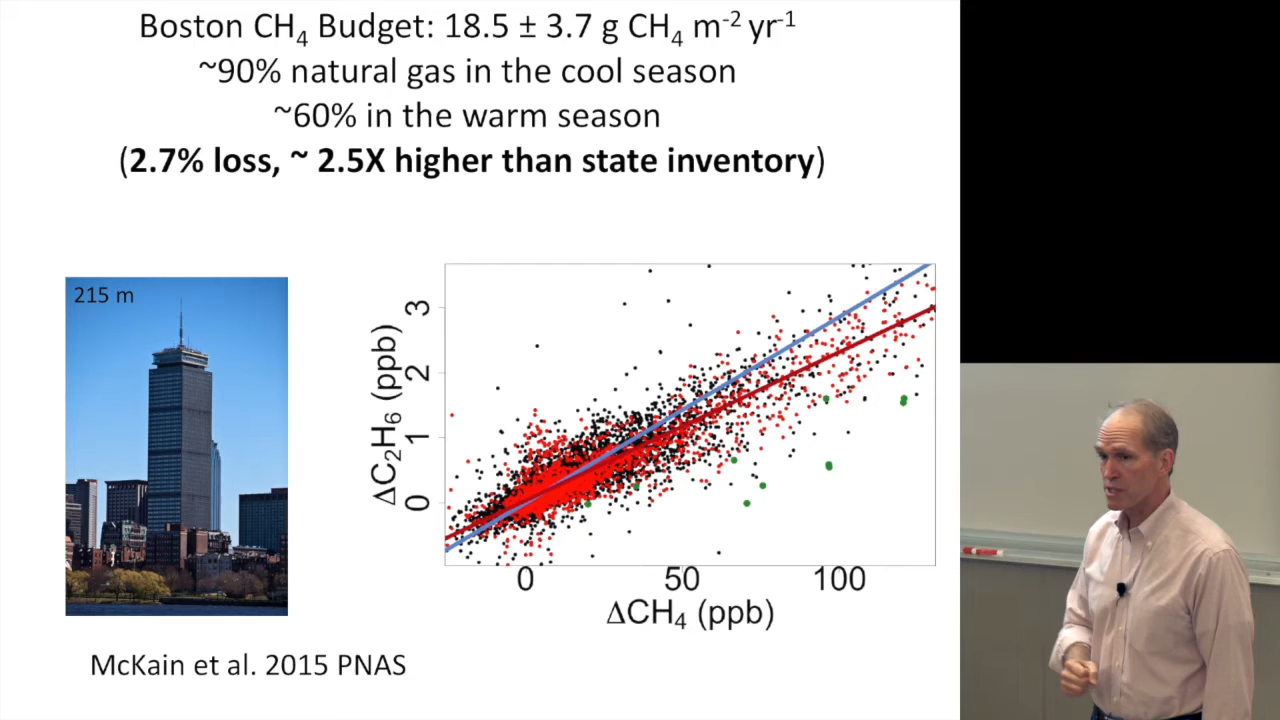 Boston CH₄ Budget: 18.5 ± 3.7 g CH₄ m⁻² yr⁻¹
~90% natural gas in the cool season
~60% in the warm season
(2.7% loss, ~ 2.5X higher than state inventory)
215 m
3
2
1
0
ΔC₂H₆ (ppb)
0 50 100
ΔCH₄ (ppb)
McKain et al. 2015 PNAS